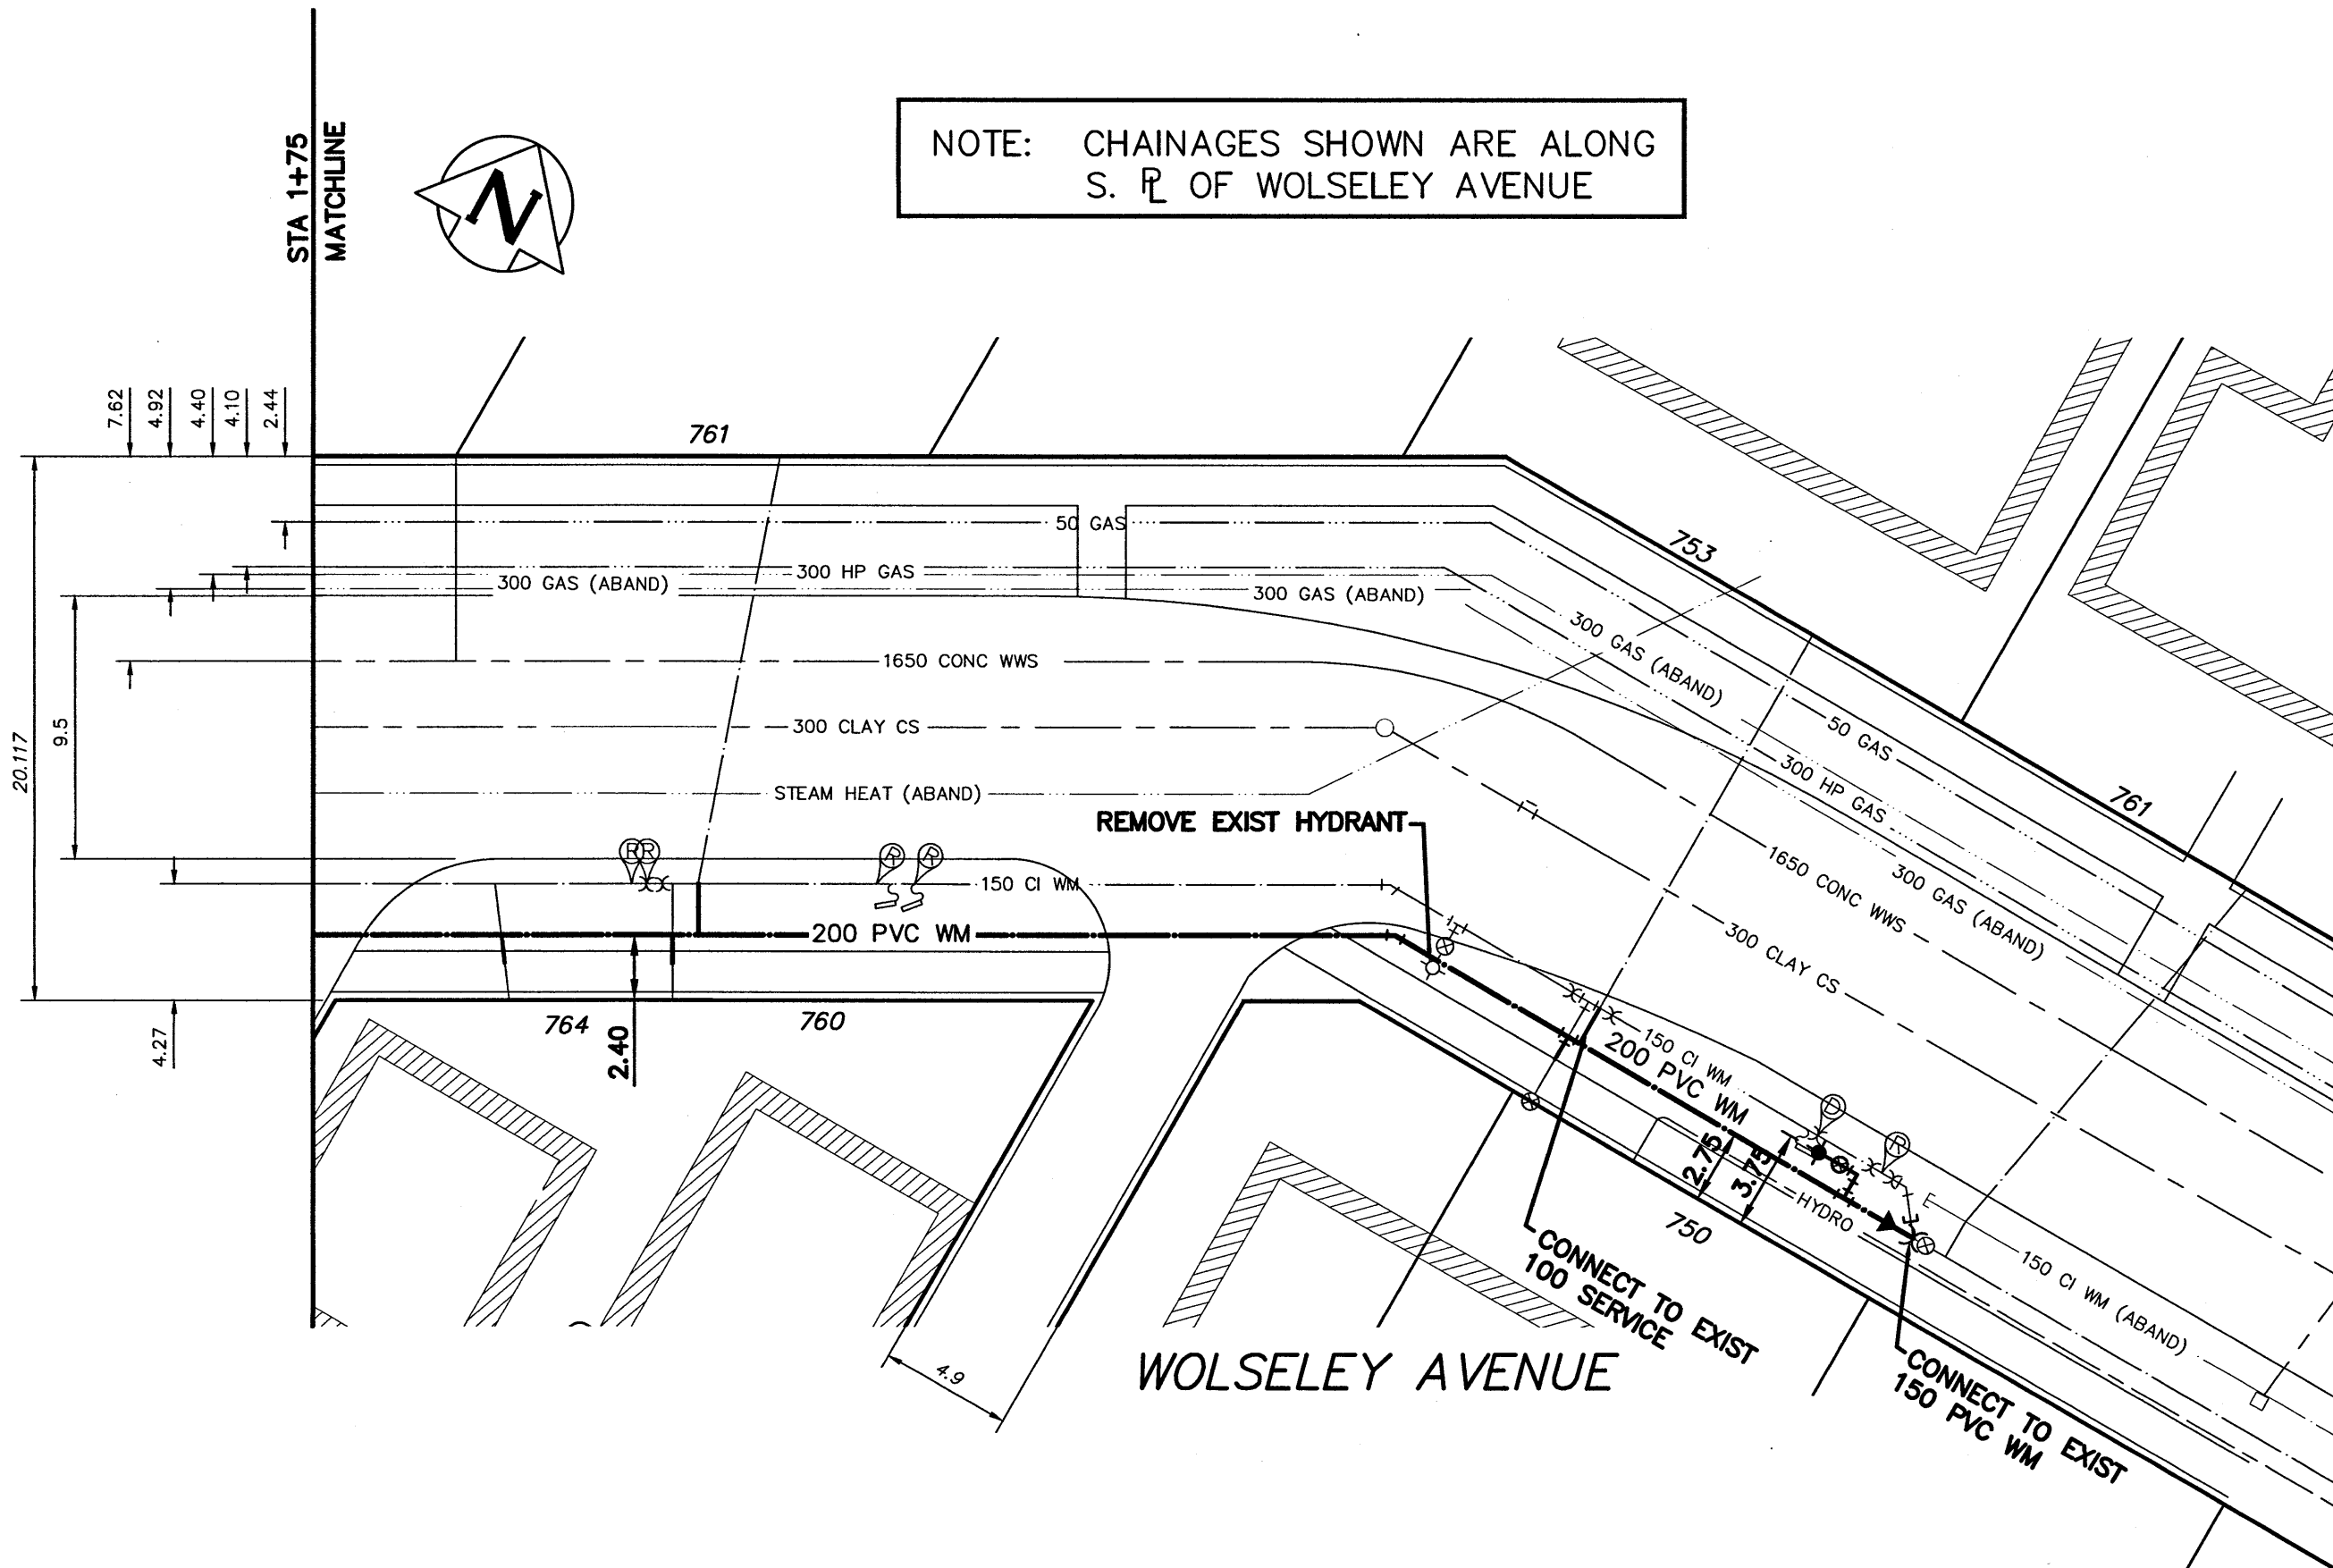 STA 1+75
MATCHLINE
N
NOTE: CHAINAGES SHOWN ARE ALONG
S. PL OF WOLSELEY AVENUE
7.62
4.92
4.40
4.10
2.44
761
50 GAS
753
300 HP GAS
300 GAS (ABAND)
300 GAS (ABAND)
300 GAS (ABAND)
1650 CONC WWS
50 GAS
9.5
20.117
300 CLAY CS
300 HP GAS
STEAM HEAT (ABAND)
761
REMOVE EXIST HYDRANT
R
R
R
R
150 CI WM
1650 CONC WWS
300 GAS (ABAND)
200 PVC WM
300 CLAY CS
764
760
2.40
4.27
150 CI WM
200 PVC WM
D
R
2.75
3.75
HYDRO
750
CONNECT TO EXIST
100 SERVICE
150 CI WM (ABAND)
WOLSELEY AVENUE
4.9
CONNECT TO EXIST
150 PVC WM